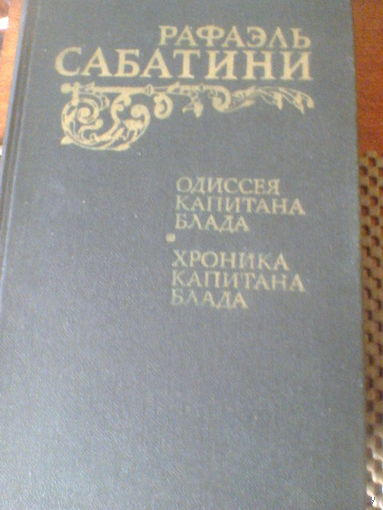 РАФАЭЛЬ
САБАТИНИ
ОДИССЕЯ
КАПИТАНА
БЛАДА
ХРОНИКА
КАПИТАНА
БЛАДА